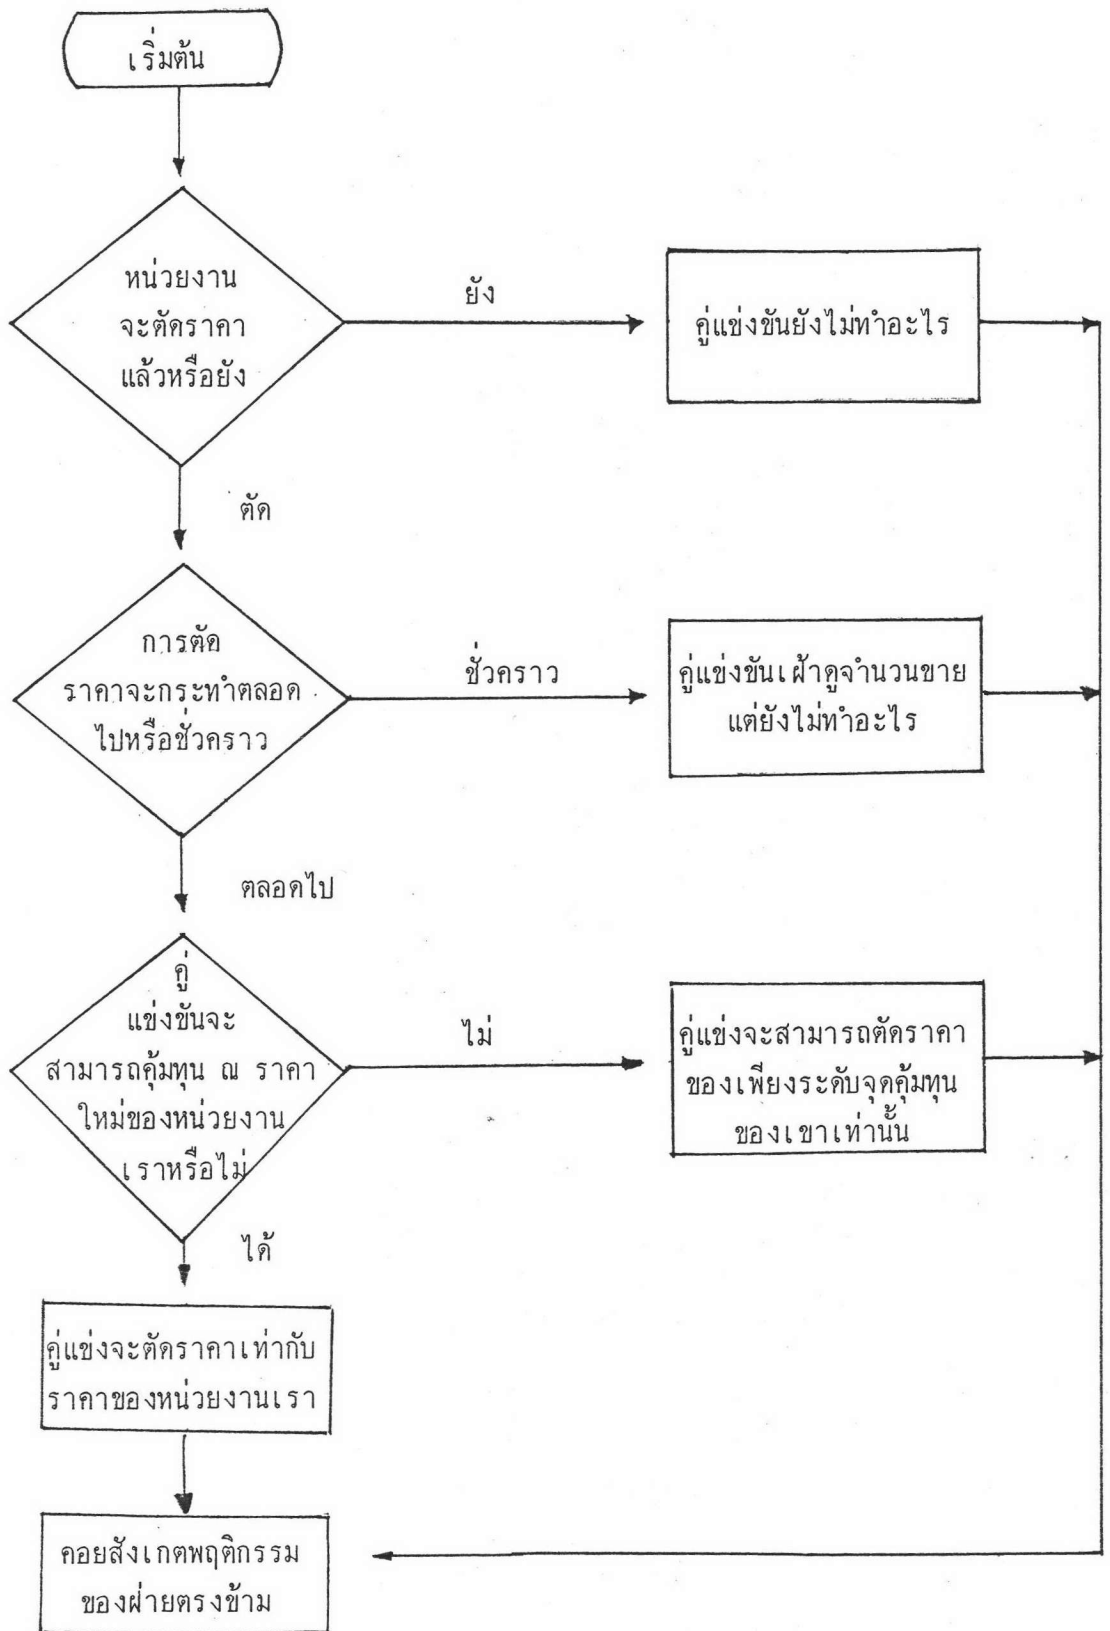 เริ่มต้น
หน่วยงาน
จะตัดราคา
แล้วหรือยัง
ยัง
คู่แข่งขันยังไม่ทำอะไร
ตัด
การตัด
ราคาจะกระทำตลอด
ไปหรือชั่วคราว
ชั่วคราว
คู่แข่งขันเฝ้าดูจำนวนขาย
แต่ยังไม่ทำอะไร
ตลอดไป
คู่
แข่งขันจะ
สามารถคุ้มทุน ณ ราคา
ใหม่ของหน่วยงาน
เราหรือไม่
ไม่
คู่แข่งจะสามารถตัดราคา
ของเพียงระดับจุดคุ้มทุน
ของเขาเท่านั้น
ได้
คู่แข่งจะตัดราคาเท่ากับ
ราคาของหน่วยงานเรา
คอยสังเกตพฤติกรรม
ของฝ่ายตรงข้าม